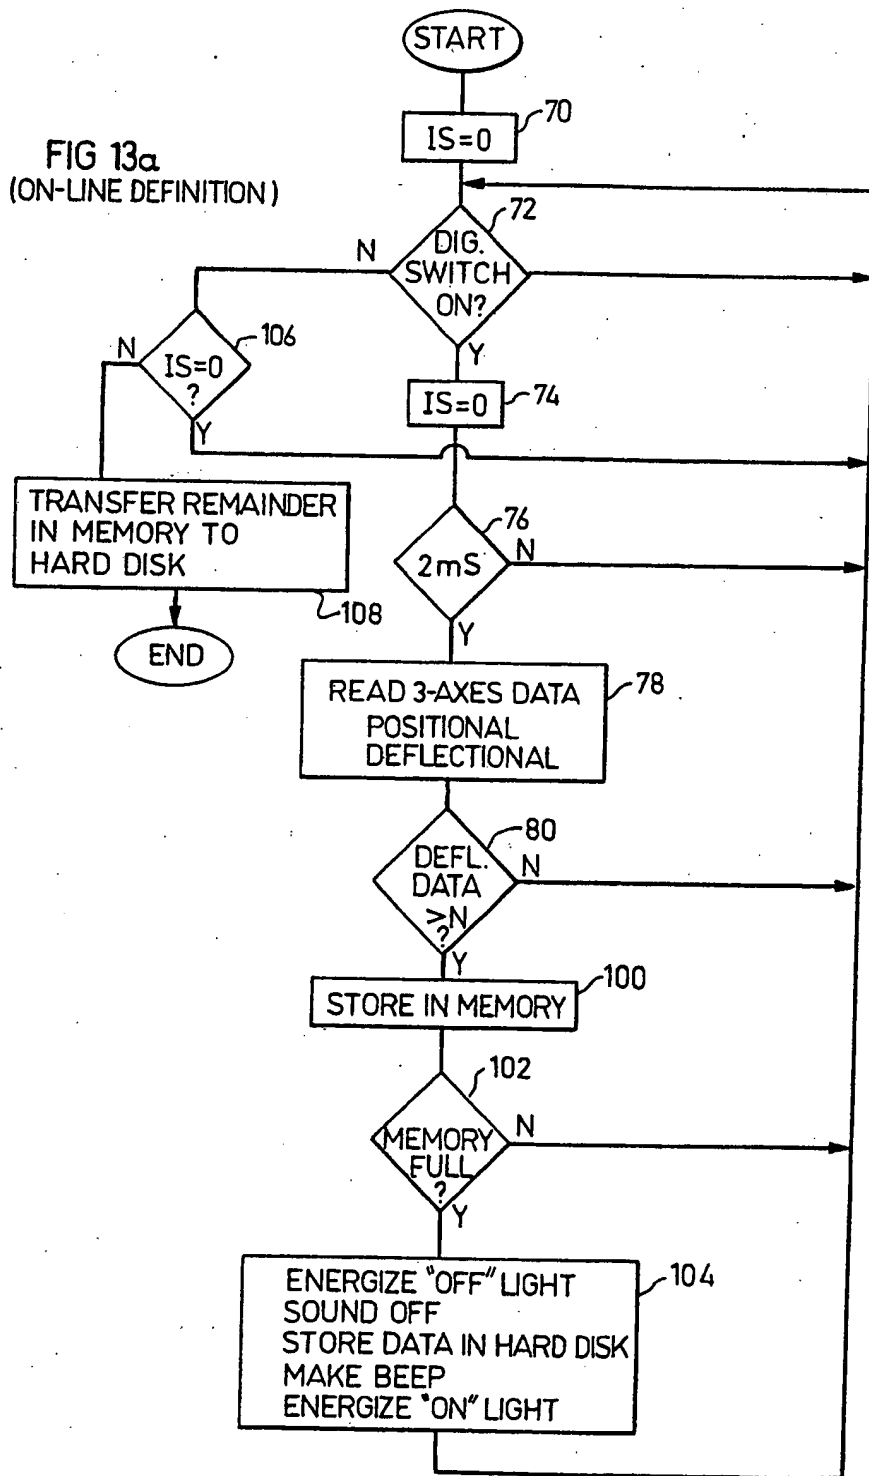 START
70
IS=0
FIG 13a
(ON-LINE DEFINITION)
72
N
DIG.
SWITCH
ON?
Y
106
N
IS=0
?
Y
74
IS=0
TRANSFER REMAINDER
IN MEMORY TO
HARD DISK
108
END
76
2mS
N
Y
78
READ 3-AXES DATA
POSITIONAL
DEFLECTIONAL
80
DEFL.
DATA
>N
?
N
Y
100
STORE IN MEMORY
102
MEMORY
FULL
?
N
Y
104
ENERGIZE "OFF" LIGHT
SOUND OFF
STORE DATA IN HARD DISK
MAKE BEEP
ENERGIZE "ON" LIGHT